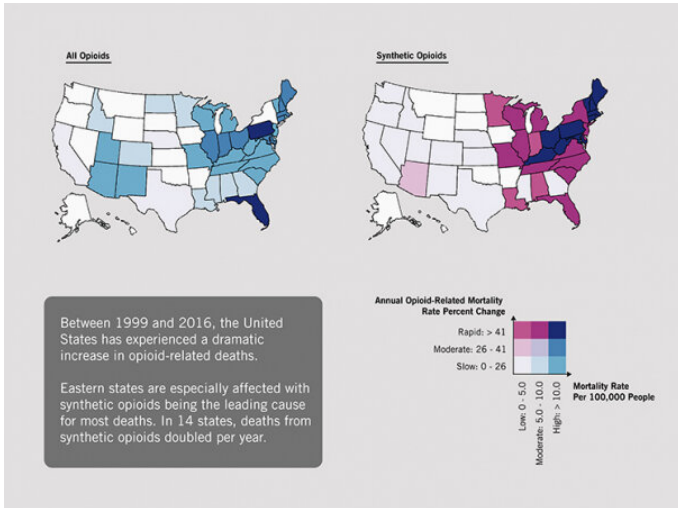 All Opioids
Synthetic Opioids
Between 1999 and 2016, the United
States has experienced a dramatic
increase in opioid-related deaths.
Eastern states are especially affected with
synthetic opioids being the leading cause
for most deaths. In 14 states, deaths from
synthetic opioids doubled per year.
Annual Opioid-Related Mortality
Rate Percent Change
Rapid: > 41
Moderate: 26 - 41
Slow: 0 - 26
Low: 0 - 5.0
Moderate: 5.0 - 10.0
High: > 10.0
Mortality Rate
Per 100,000 People